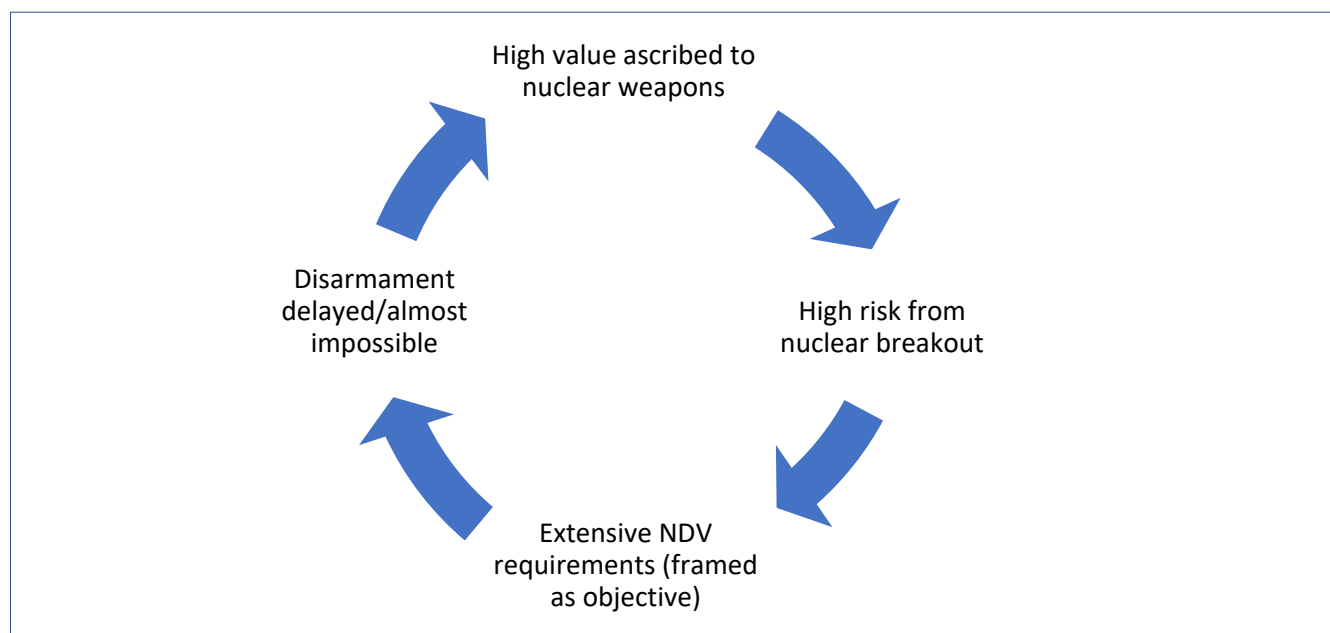 High value ascribed to
nuclear weapons
High risk from
nuclear breakout
Extensive NDV
requirements (framed
as objective)
Disarmament
delayed/almost
impossible